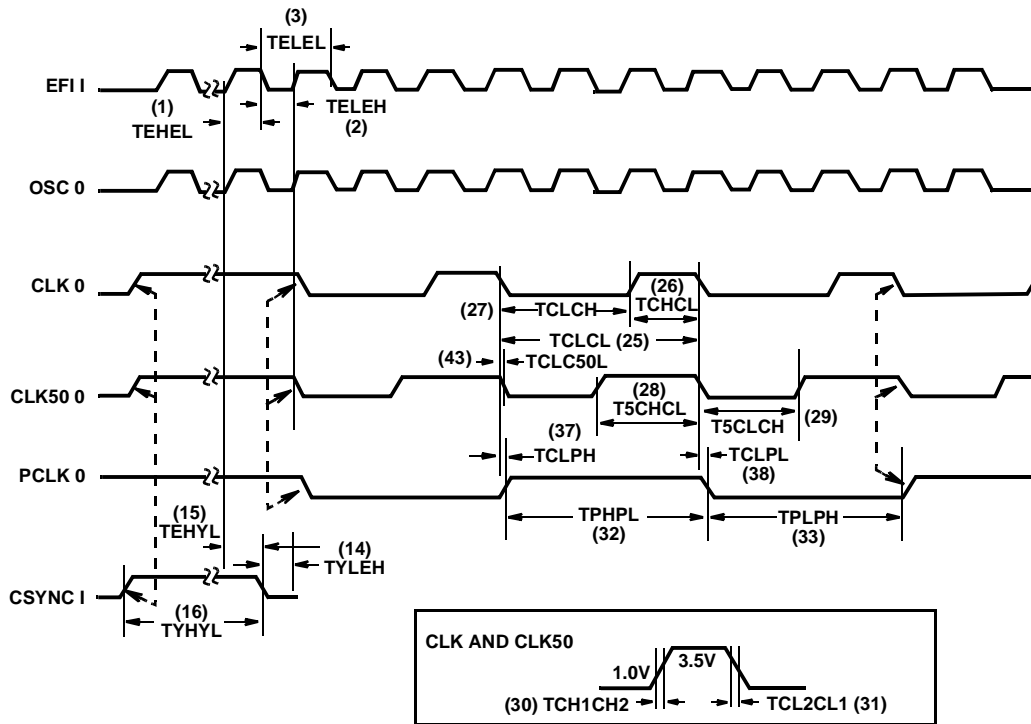 (3)
TELEL
EFI I
(1)
TEHEL
TELEH
(2)
OSC 0
CLK 0
(27)
TCLCH
(26)
TCHCL
TCLCL (25)
(43)
TCLC50L
CLK50 0
(28)
T5CHCL
T5CLCH
(29)
(37)
TCLPH
TCLPL
(38)
PCLK 0
TPHPL
(32)
TPLPH
(33)
(15)
TEHYL
(14)
TYLEH
CSYNC I
(16)
TYHYL
CLK AND CLK50
1.0V
3.5V
(30) TCH1CH2
TCL2CL1 (31)